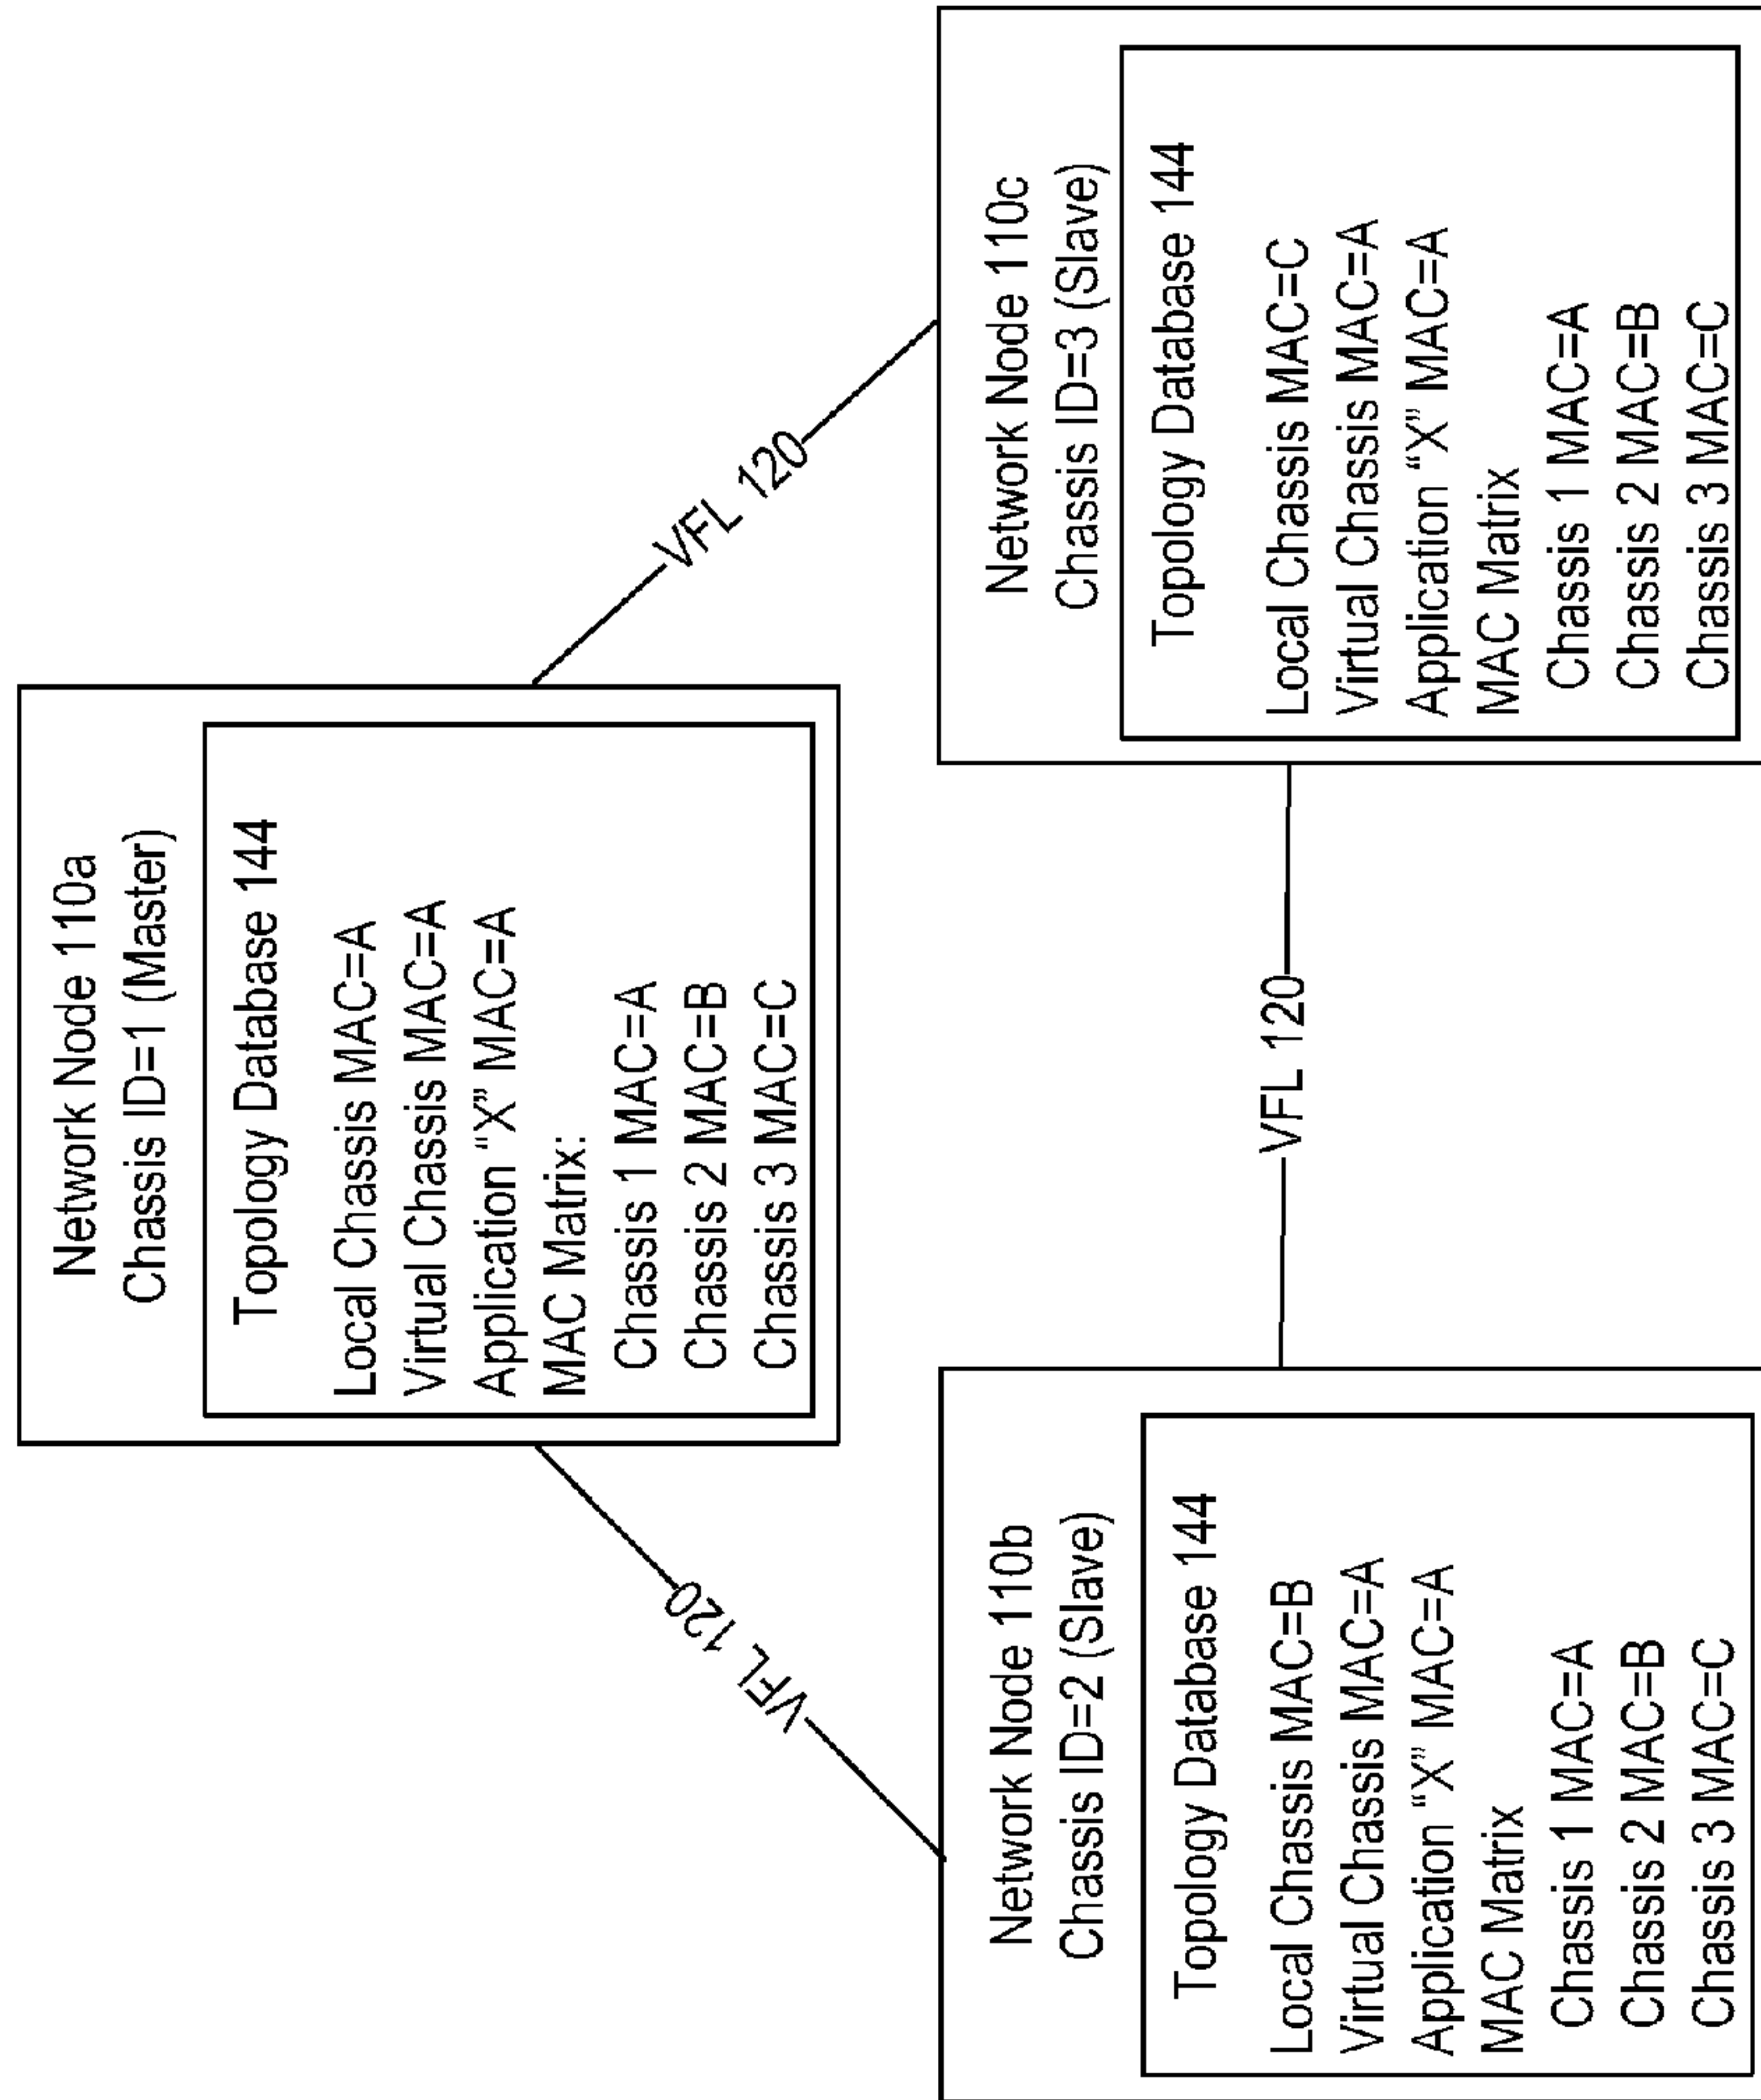 Network Node 110a
Chassis ID=1 (Master)
Topology Database 144
Local Chassis MAC=A
Virtual Chassis MAC=A
Application “X” MAC=A
MAC Matrix:
Chassis 1 MAC=A
Chassis 2 MAC=B
Chassis 3 MAC=C
VFL 120
VFL 120
Network Node 110b
Chassis ID=2 (Slave)
Topology Database 144
Local Chassis MAC=B
Virtual Chassis MAC=A
Application “X” MAC=A
MAC Matrix
Chassis 1 MAC=A
Chassis 2 MAC=B
Chassis 3 MAC=C
VFL 120
Network Node 110c
Chassis ID=3 (Slave)
Topology Database 144
Local Chassis MAC=C
Virtual Chassis MAC=A
Application “X” MAC=A
MAC Matrix
Chassis 1 MAC=A
Chassis 2 MAC=B
Chassis 3 MAC=C